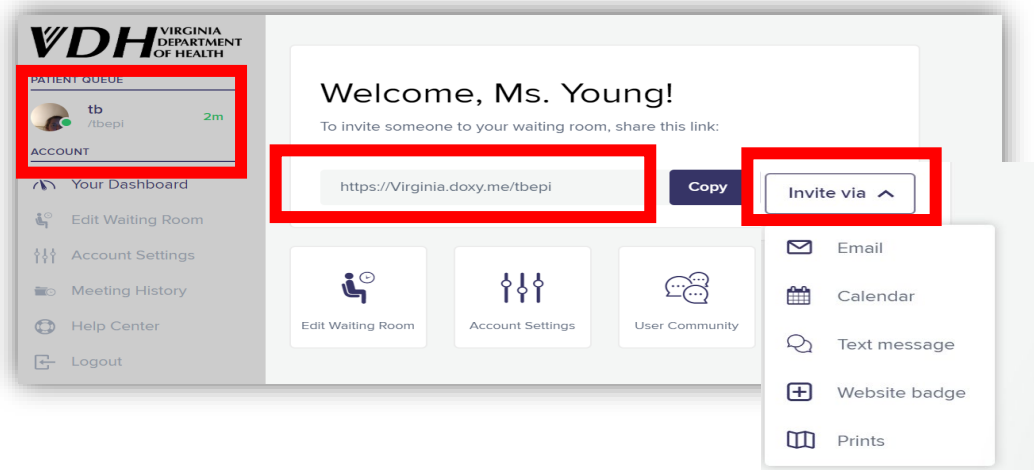 VDH VIRGINIA
DEPARTMENT
OF HEALTH
PATIENT QUEUE
tb
/tbepi
2m
ACCOUNT
Your Dashboard
Edit Waiting Room
Account Settings
Meeting History
Help Center
Logout
Welcome, Ms. Young!
To invite someone to your waiting room, share this link:
https://Virginia.doxy.me/tbepi
Copy
Invite via
Email
Calendar
Text message
Website badge
Prints
Edit Waiting Room
Account Settings
User Community